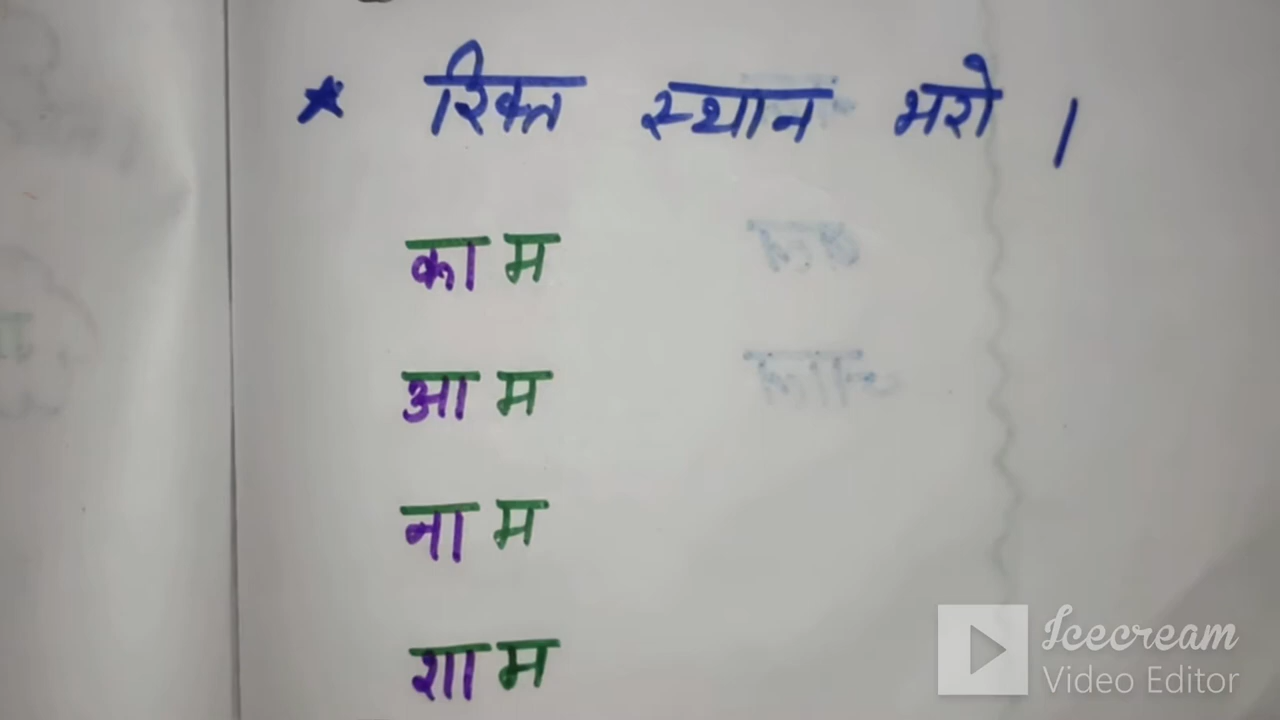 ★ रिक्त स्थान भरो ।
काम
आम
नाम
शाम
Icecream
Video Editor